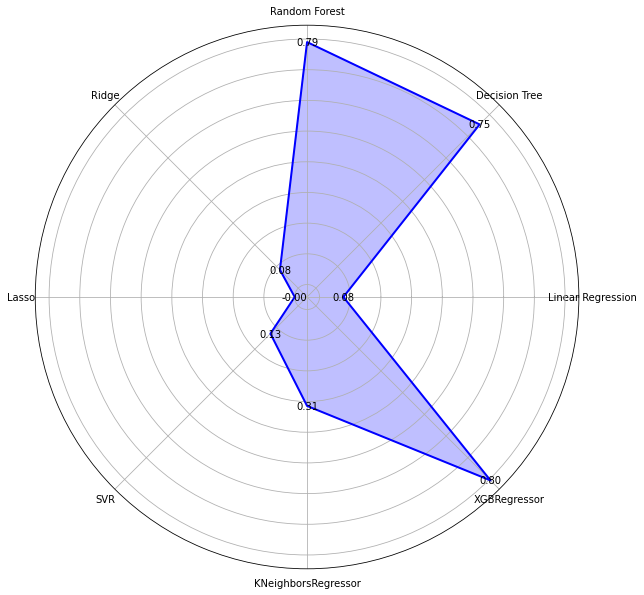 Random Forest
0.79
Ridge
Decision Tree
0.75
0.08
Lasso
-0.00
0.08
Linear Regression
0.13
0.31
0.80
SVR
XGBRegressor
KNeighborsRegressor